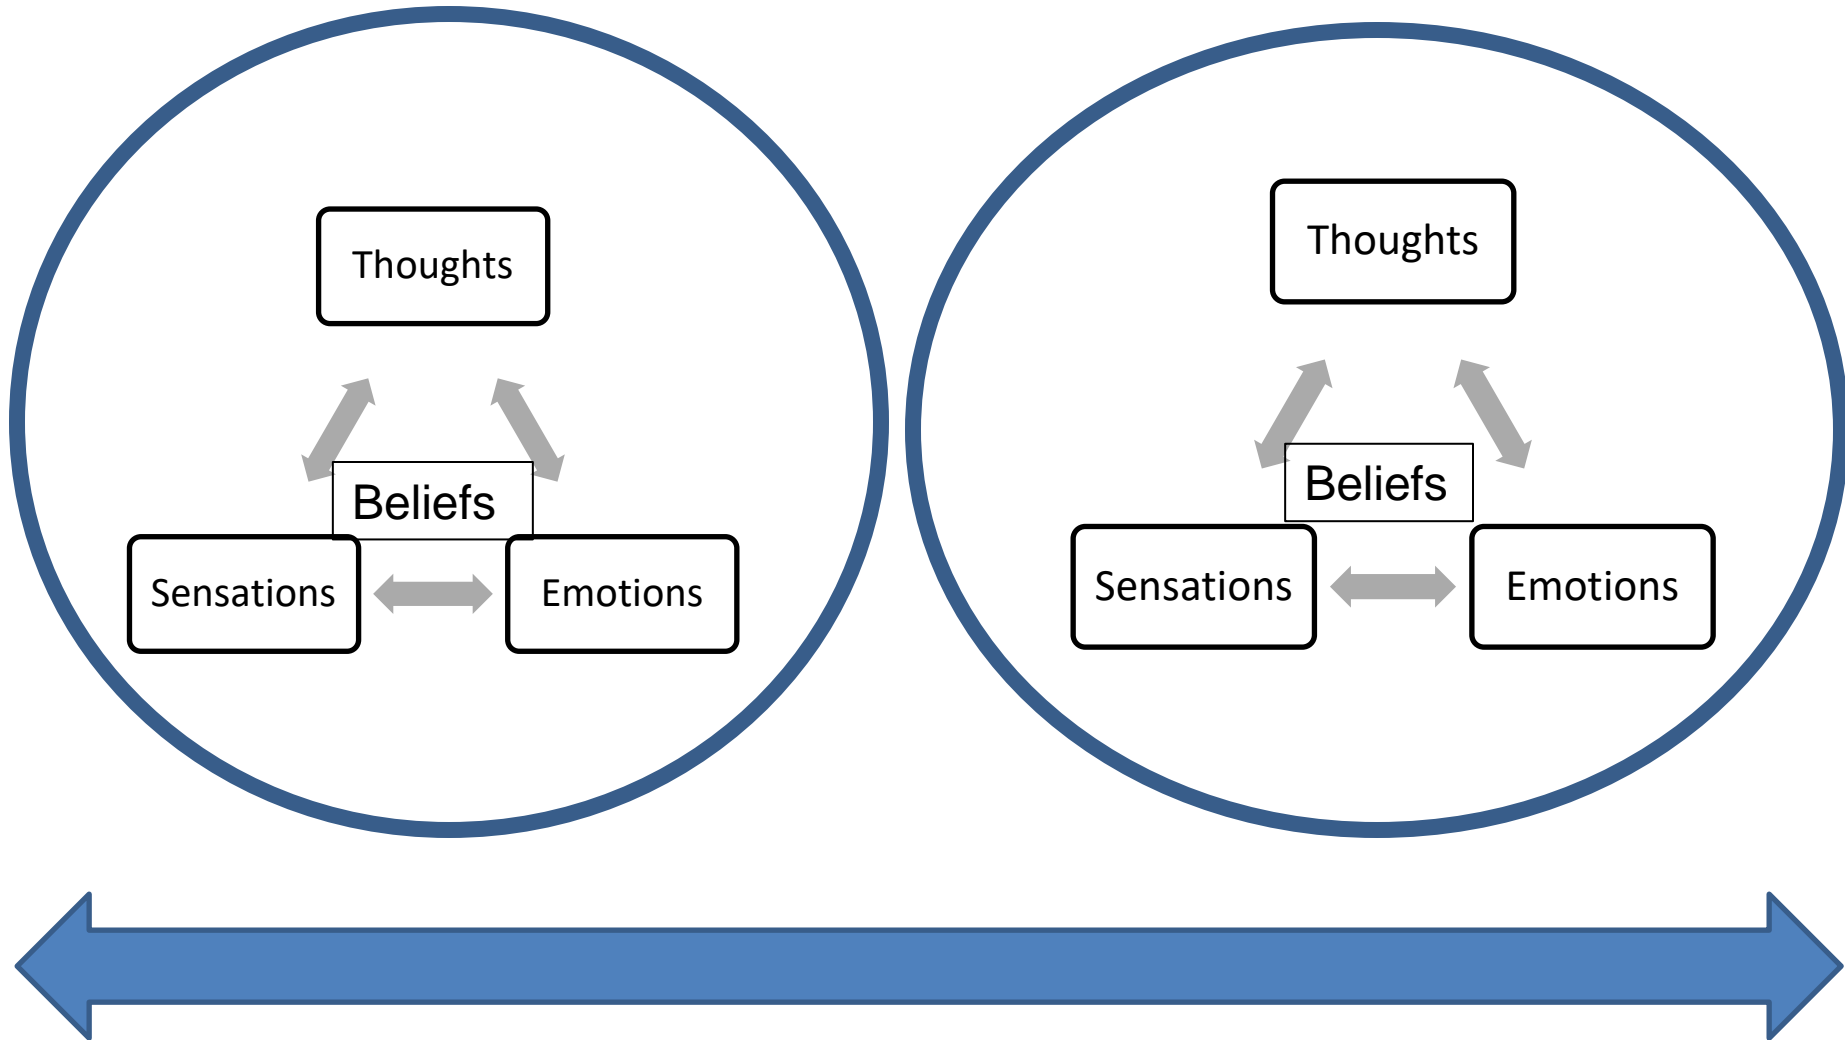 Thoughts
Beliefs
Sensations
Emotions
Thoughts
Beliefs
Sensations
Emotions